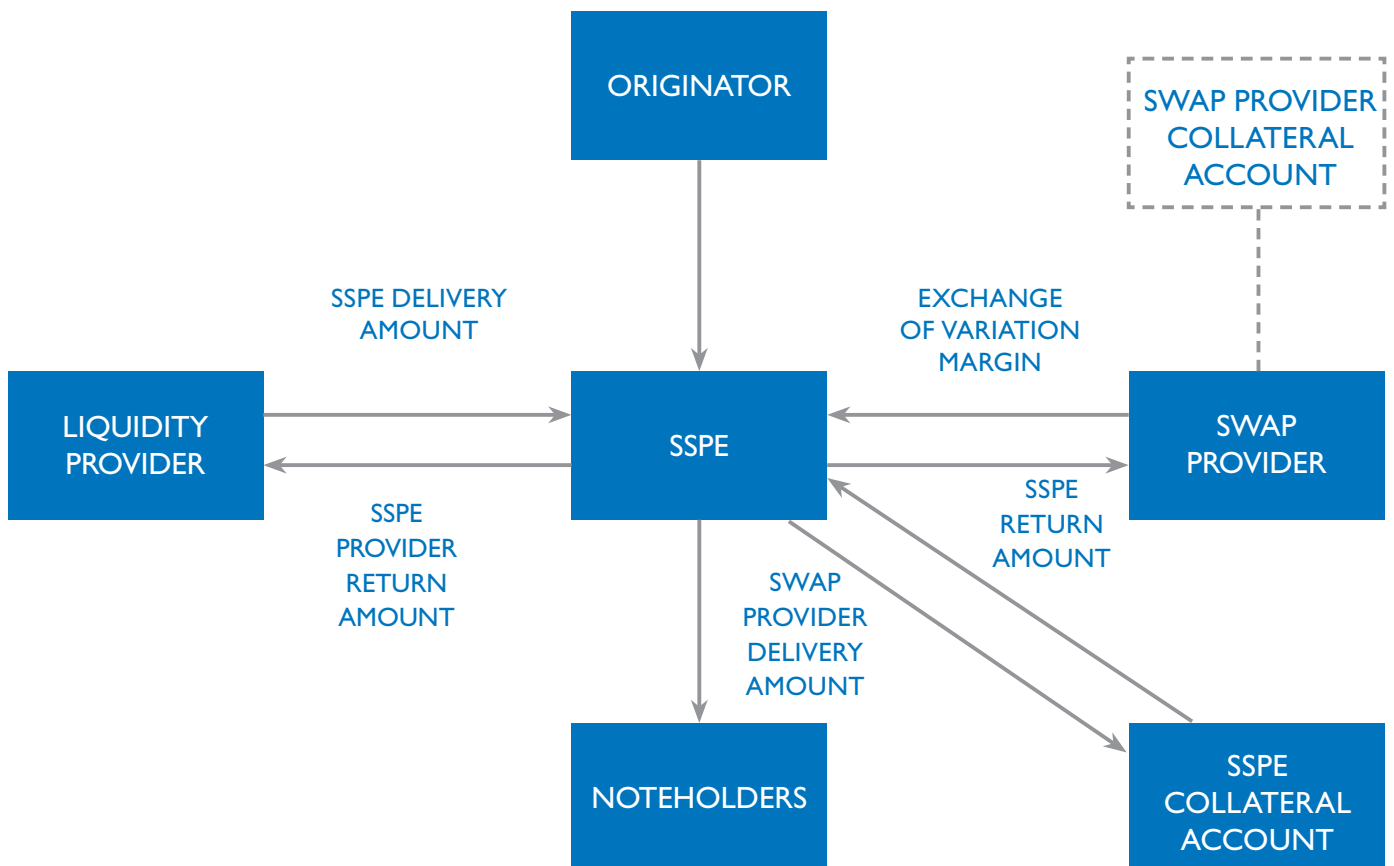 ORIGINATOR
SWAP PROVIDER
COLLATERAL
ACCOUNT
SSPE DELIVERY
AMOUNT
EXCHANGE
OF VARIATION
MARGIN
LIQUIDITY
PROVIDER
SSPE
SWAP
PROVIDER
SSPE
PROVIDER
RETURN
AMOUNT
SWAP
PROVIDER
DELIVERY
AMOUNT
SSPE
RETURN
AMOUNT
NOTEHOLDERS
SSPE
COLLATERAL
ACCOUNT